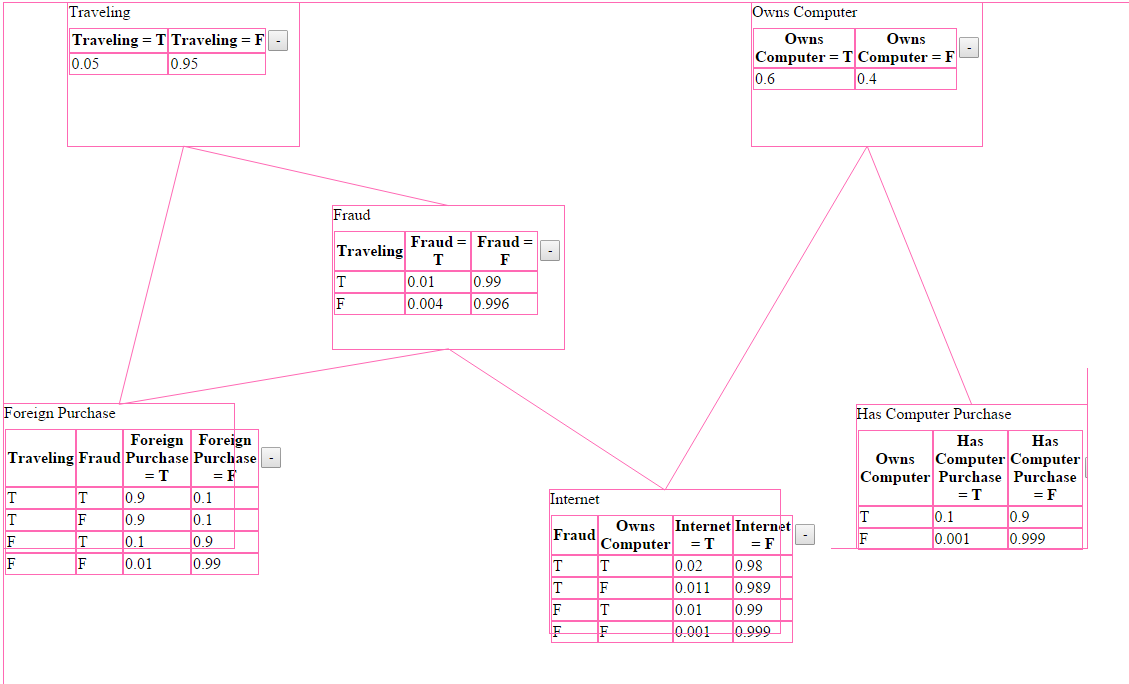 Traveling
Traveling = T Traveling = F -
0.05 0.95
Owns Computer
Owns Computer = T Owns Computer = F -
0.6 0.4
Fraud
Traveling Fraud = T Fraud = F -
T 0.01 0.99
F 0.004 0.996
Foreign Purchase
Traveling Fraud Foreign Purchase = T Foreign Purchase = F -
T T 0.9 0.1
T F 0.9 0.1
F T 0.1 0.9
F F 0.01 0.99
Internet
Fraud Owns Computer Internet = T Internet = F -
T T 0.02 0.98
T F 0.011 0.989
F T 0.01 0.99
F F 0.001 0.999
Has Computer Purchase
Owns Computer Has Computer Purchase = T Has Computer Purchase = F
T 0.1 0.9
F 0.001 0.999